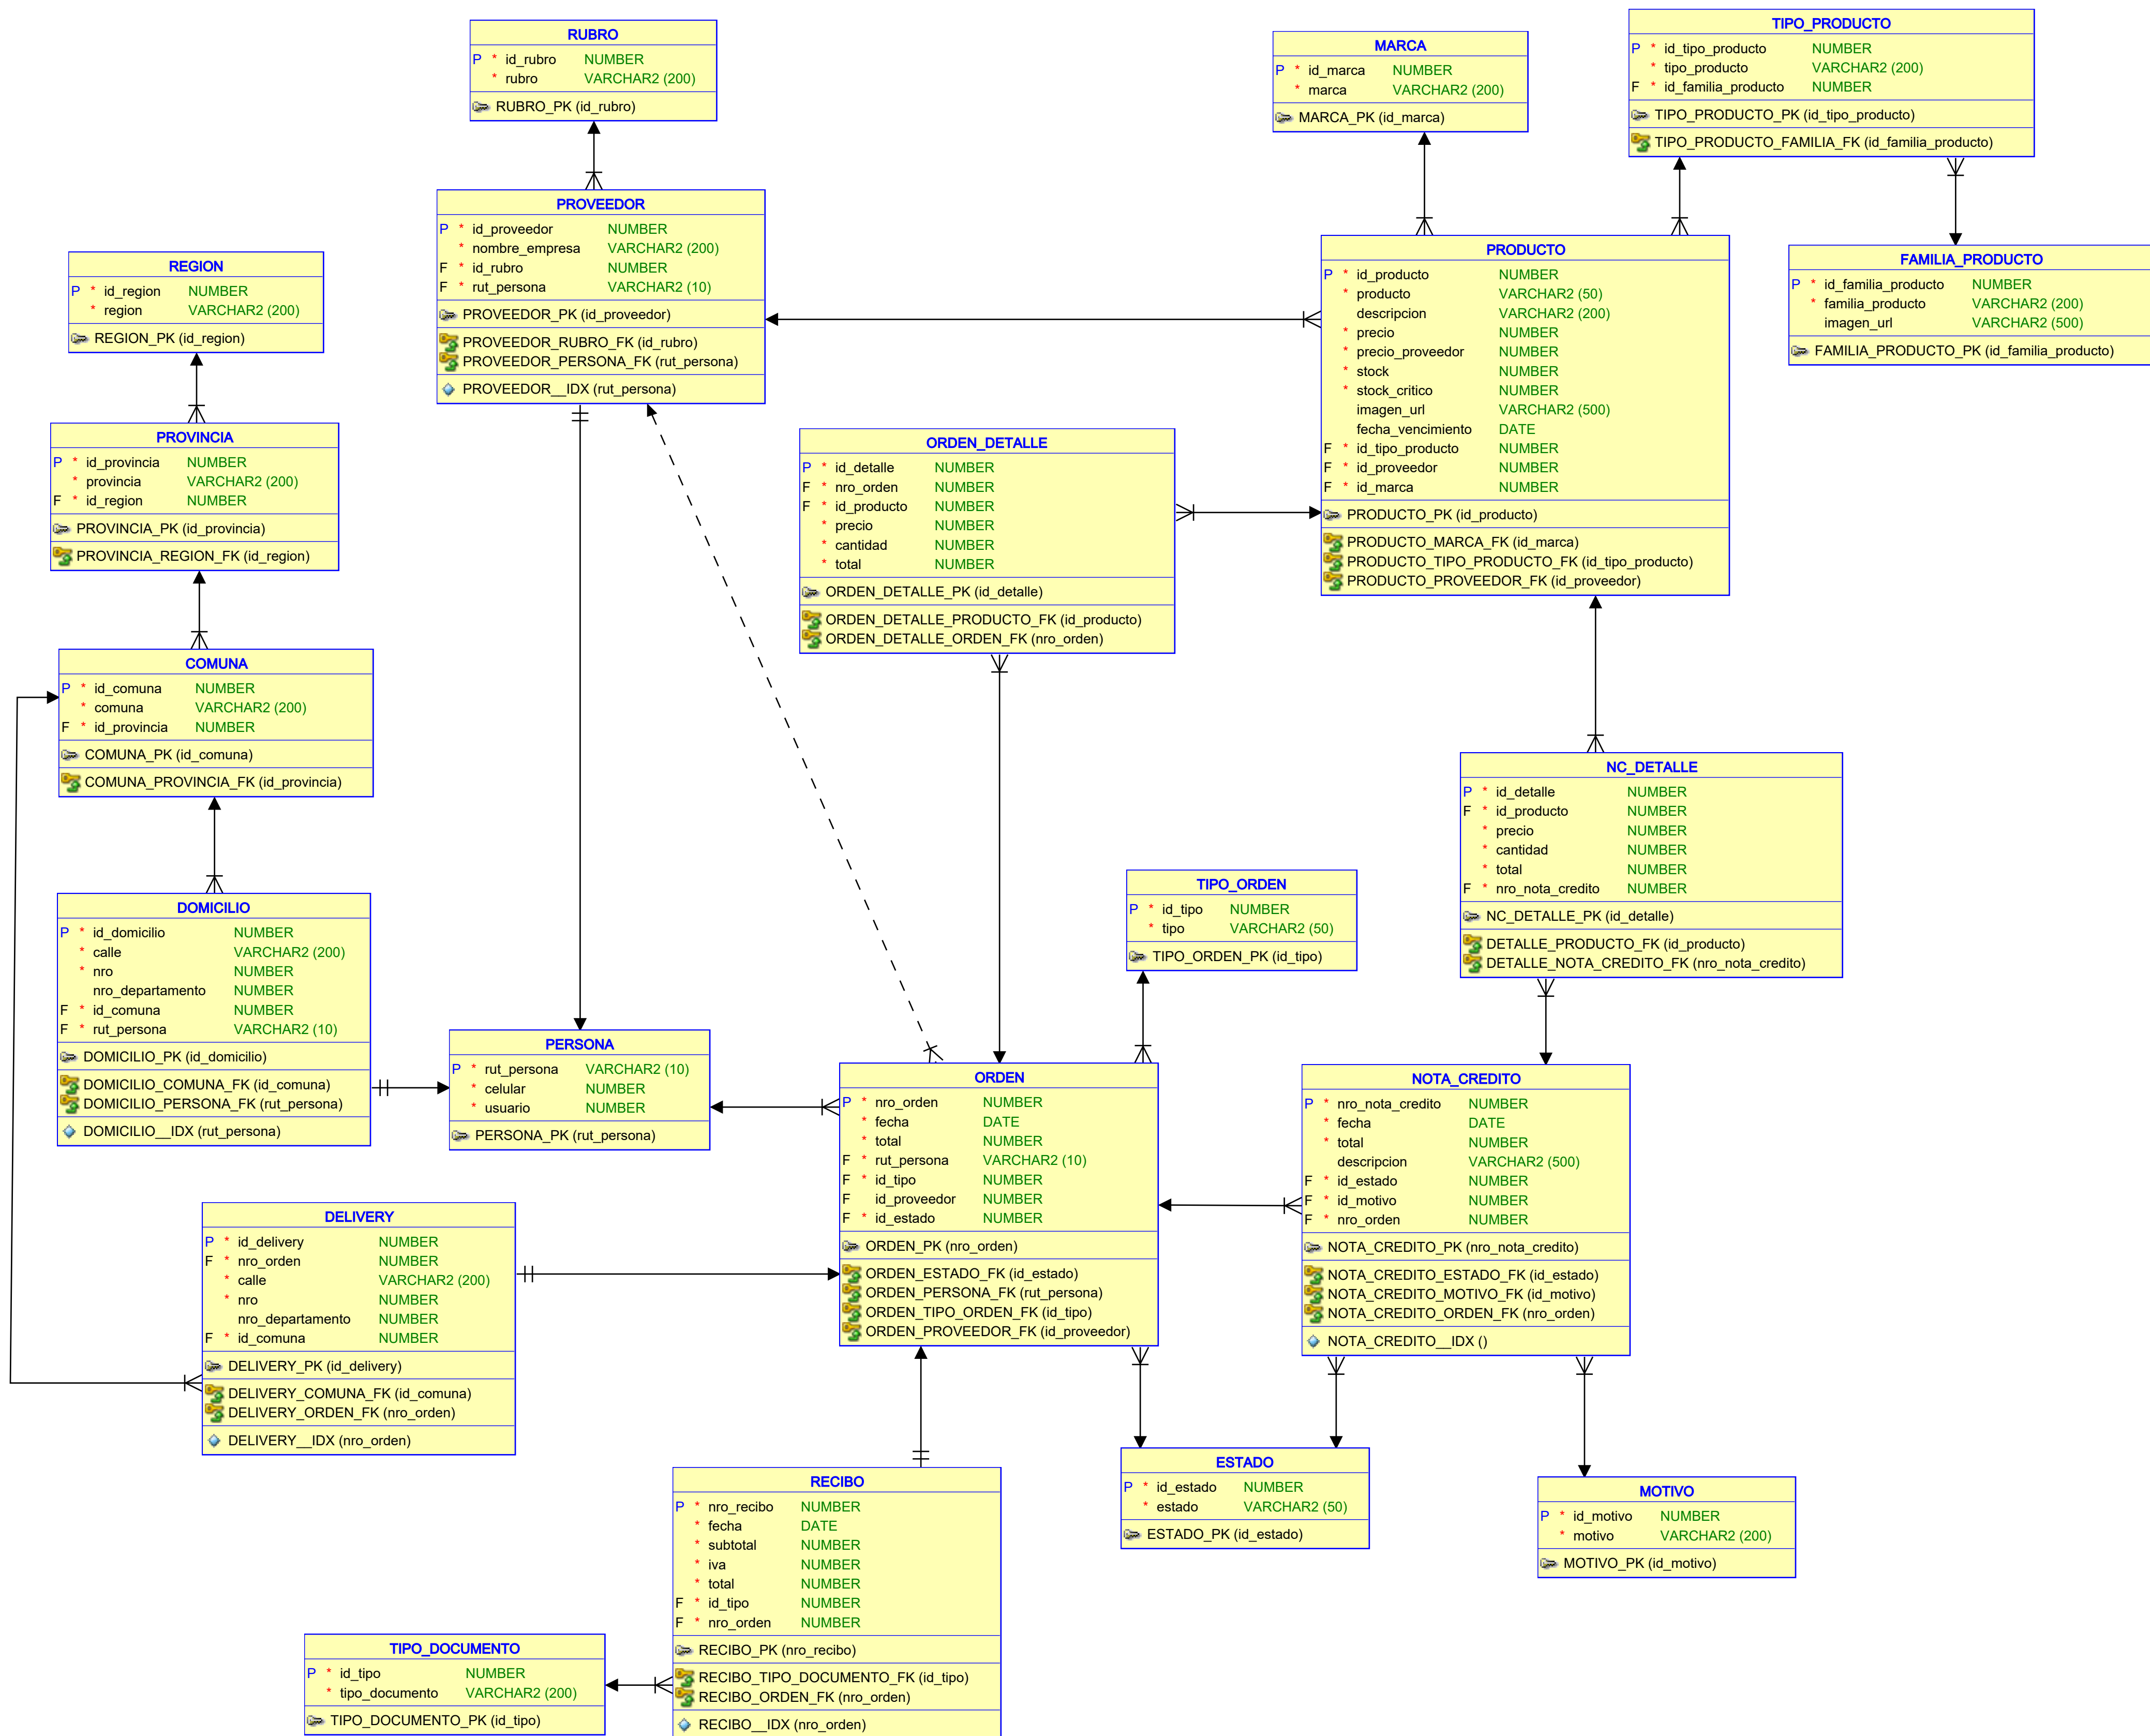 RUBRO
P * id_rubro NUMBER
* rubro VARCHAR2 (200)
RUBRO_PK (id_rubro)
MARCA
P * id_marca NUMBER
* marca VARCHAR2 (200)
MARCA_PK (id_marca)
TIPO_PRODUCTO
P * id_tipo_producto NUMBER
* tipo_producto VARCHAR2 (200)
F * id_familia_producto NUMBER
TIPO_PRODUCTO_PK (id_tipo_producto)
TIPO_PRODUCTO_FAMILIA_FK (id_familia_producto)
PROVEEDOR
P * id_proveedor NUMBER
* nombre_empresa VARCHAR2 (200)
F * id_rubro NUMBER
F * rut_persona VARCHAR2 (10)
PROVEEDOR_PK (id_proveedor)
PROVEEDOR_RUBRO_FK (id_rubro)
PROVEEDOR_PERSONA_FK (rut_persona)
PROVEEDOR__IDX (rut_persona)
REGION
P * id_region NUMBER
* region VARCHAR2 (200)
REGION_PK (id_region)
PRODUCTO
P * id_producto NUMBER
* producto VARCHAR2 (50)
descripcion VARCHAR2 (200)
* precio NUMBER
* precio_proveedor NUMBER
* stock NUMBER
* stock_critico NUMBER
imagen_url VARCHAR2 (500)
fecha_vencimiento DATE
F * id_tipo_producto NUMBER
F * id_proveedor NUMBER
F * id_marca NUMBER
PRODUCTO_PK (id_producto)
PRODUCTO_MARCA_FK (id_marca)
PRODUCTO_TIPO_PRODUCTO_FK (id_tipo_producto)
PRODUCTO_PROVEEDOR_FK (id_proveedor)
FAMILIA_PRODUCTO
P * id_familia_producto NUMBER
* familia_producto VARCHAR2 (200)
imagen_url VARCHAR2 (500)
FAMILIA_PRODUCTO_PK (id_familia_producto)
PROVINCIA
P * id_provincia NUMBER
* provincia VARCHAR2 (200)
F * id_region NUMBER
PROVINCIA_PK (id_provincia)
PROVINCIA_REGION_FK (id_region)
ORDEN_DETALLE
P * id_detalle NUMBER
F * nro_orden NUMBER
F * id_producto NUMBER
* precio NUMBER
* cantidad NUMBER
* total NUMBER
ORDEN_DETALLE_PK (id_detalle)
ORDEN_DETALLE_PRODUCTO_FK (id_producto)
ORDEN_DETALLE_ORDEN_FK (nro_orden)
COMUNA
P * id_comuna NUMBER
* comuna VARCHAR2 (200)
F * id_provincia NUMBER
COMUNA_PK (id_comuna)
COMUNA_PROVINCIA_FK (id_provincia)
NC_DETALLE
P * id_detalle NUMBER
F * id_producto NUMBER
* precio NUMBER
* cantidad NUMBER
* total NUMBER
F * nro_nota_credito NUMBER
NC_DETALLE_PK (id_detalle)
DETALLE_PRODUCTO_FK (id_producto)
DETALLE_NOTA_CREDITO_FK (nro_nota_credito)
TIPO_ORDEN
P * id_tipo NUMBER
* tipo VARCHAR2 (50)
TIPO_ORDEN_PK (id_tipo)
DOMICILIO
P * id_domicilio NUMBER
* calle VARCHAR2 (200)
* nro NUMBER
nro_departamento NUMBER
F * id_comuna NUMBER
F * rut_persona VARCHAR2 (10)
DOMICILIO_PK (id_domicilio)
DOMICILIO_COMUNA_FK (id_comuna)
DOMICILIO_PERSONA_FK (rut_persona)
DOMICILIO__IDX (rut_persona)
PERSONA
P * rut_persona VARCHAR2 (10)
* celular NUMBER
* usuario NUMBER
PERSONA_PK (rut_persona)
ORDEN
P * nro_orden NUMBER
* fecha DATE
* total NUMBER
F * rut_persona VARCHAR2 (10)
F * id_tipo NUMBER
F id_proveedor NUMBER
F * id_estado NUMBER
ORDEN_PK (nro_orden)
ORDEN_ESTADO_FK (id_estado)
ORDEN_PERSONA_FK (rut_persona)
ORDEN_TIPO_ORDEN_FK (id_tipo)
ORDEN_PROVEEDOR_FK (id_proveedor)
NOTA_CREDITO
P * nro_nota_credito NUMBER
* fecha DATE
* total NUMBER
descripcion VARCHAR2 (500)
F * id_estado NUMBER
F * id_motivo NUMBER
F * nro_orden NUMBER
NOTA_CREDITO_PK (nro_nota_credito)
NOTA_CREDITO_ESTADO_FK (id_estado)
NOTA_CREDITO_MOTIVO_FK (id_motivo)
NOTA_CREDITO_ORDEN_FK (nro_orden)
NOTA_CREDITO__IDX ()
DELIVERY
P * id_delivery NUMBER
F * nro_orden NUMBER
* calle VARCHAR2 (200)
* nro NUMBER
nro_departamento NUMBER
F * id_comuna NUMBER
DELIVERY_PK (id_delivery)
DELIVERY_COMUNA_FK (id_comuna)
DELIVERY_ORDEN_FK (nro_orden)
DELIVERY__IDX (nro_orden)
ESTADO
P * id_estado NUMBER
* estado VARCHAR2 (50)
ESTADO_PK (id_estado)
MOTIVO
P * id_motivo NUMBER
* motivo VARCHAR2 (200)
MOTIVO_PK (id_motivo)
RECIBO
P * nro_recibo NUMBER
* fecha DATE
* subtotal NUMBER
* iva NUMBER
* total NUMBER
F * id_tipo NUMBER
F * nro_orden NUMBER
RECIBO_PK (nro_recibo)
RECIBO_TIPO_DOCUMENTO_FK (id_tipo)
RECIBO_ORDEN_FK (nro_orden)
RECIBO__IDX (nro_orden)
TIPO_DOCUMENTO
P * id_tipo NUMBER
* tipo_documento VARCHAR2 (200)
TIPO_DOCUMENTO_PK (id_tipo)